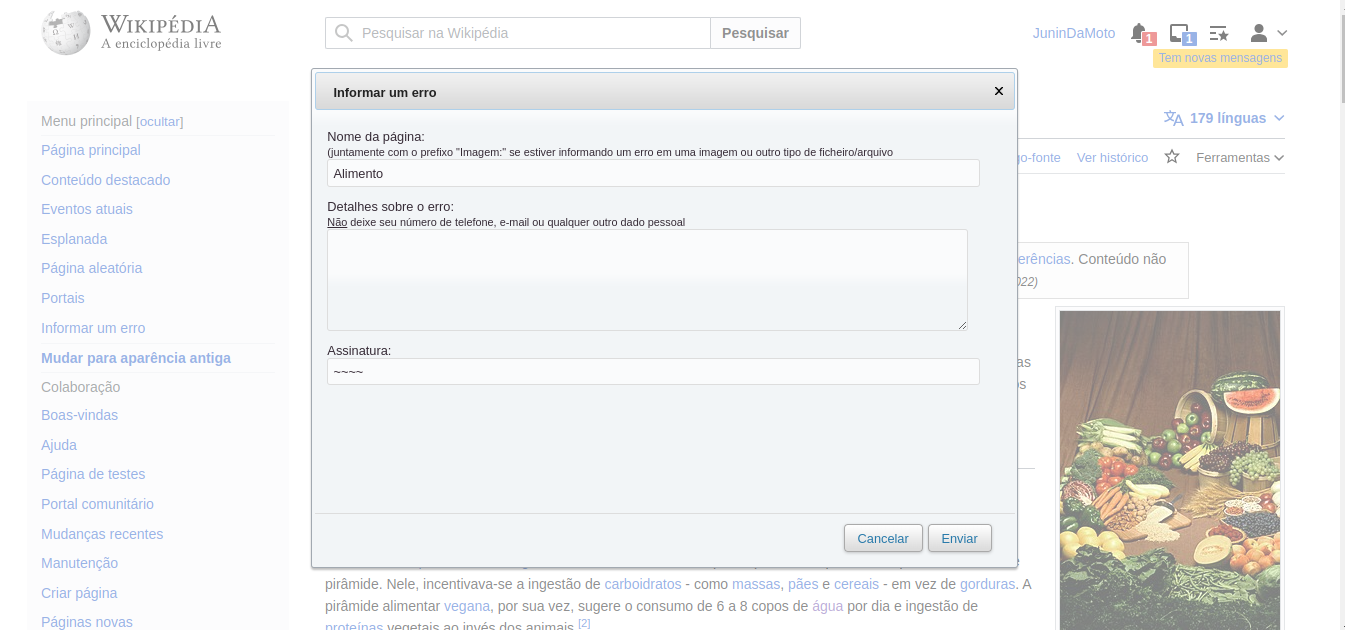 WIKIPÉDIA
A enciclopédia livre
Pesquisar na Wikipédia
Pesquisar
JuninDaMoto
1
1
Tem novas mensagens
Menu principal [ocultar]
Página principal
Conteúdo destacado
Eventos atuais
Esplanada
Página aleatória
Portais
Informar um erro
Mudar para aparência antiga
Colaboração
Boas-vindas
Ajuda
Página de testes
Portal comunitário
Mudanças recentes
Manutenção
Criar página
Páginas novas
Informar um erro
×
Nome da página:
(juntamente com o prefixo "Imagem:" se estiver informando um erro em uma imagem ou outro tipo de ficheiro/arquivo
Alimento
Detalhes sobre o erro:
Não deixe seu número de telefone, e-mail ou qualquer outro dado pessoal
Assinatura:
~~~~
Cancelar
Enviar
179 línguas
go-fonte Ver histórico Ferramentas
erências. Conteúdo não
022)
as
os
pirâmide. Nele, incentivava-se a ingestão de carboidratos - como massas, pães e cereais - em vez de gorduras. A
pirâmide alimentar vegana, por sua vez, sugere o consumo de 6 a 8 copos de água por dia e ingestão de
proteínas vegetais ao invés dos animais.[2]